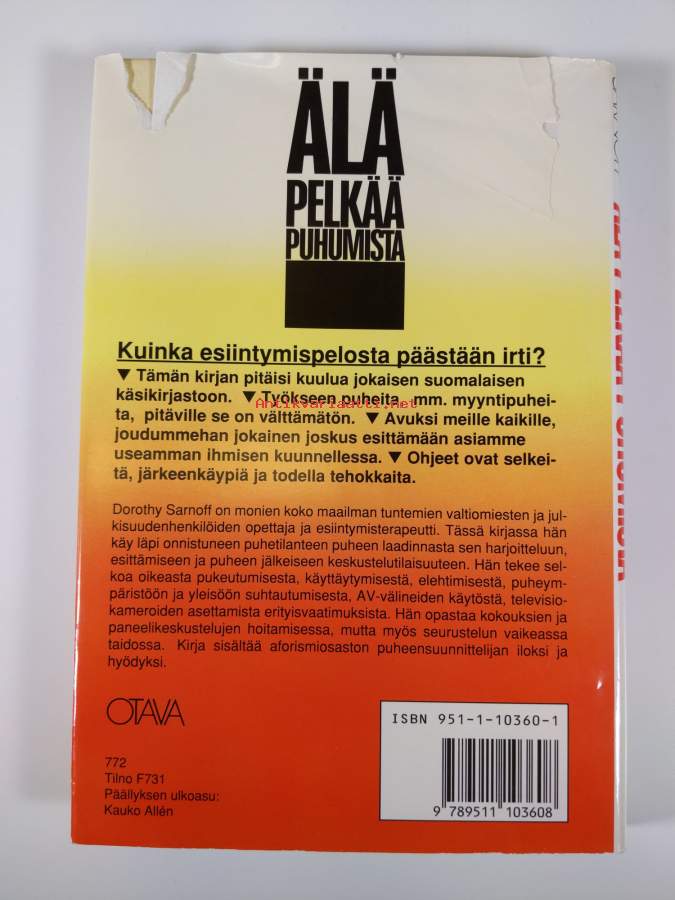 ÄLÄ
PELKÄÄ
PUHUMISTA
Kuinka esiintymispelosta päästään irti?
▼ Tämän kirjan pitäisi kuulua jokaisen suomalaisen
käsikirjastoon. ▼ Työkseen puheita, mm. myyntipuhei-
ta, pitäville se on välttämätön. ▼ Avuksi meille kaikille,
joudummehan jokainen joskus esittämään asiamme
useamman ihmisen kuunnellessa. ▼ Ohjeet ovat selkei-
tä, järkeenkäypiä ja todella tehokkaita.
Antikvariaatti.net
Dorothy Sarnoff on monien koko maailman tuntemien valtiomiesten ja jul-
kisuudenhenkilöiden opettaja ja esiintymisterapeutti. Tässä kirjassa hän
käy läpi onnistuneen puhetilanteen puheen laadinnasta sen harjoitteluun,
esittämiseen ja puheen jälkeiseen keskustelutilaisuuteen. Hän tekee sel-
koa oikeasta pukeutumisesta, käyttäytymisestä, elehtimisestä, puheym-
päristöön ja yleisöön suhtautumisesta, AV-välineiden käytöstä, televisio-
kameroiden asettamista erityisvaatimuksista. Hän opastaa kokouksien ja
paneelikeskustelujen hoitamisessa, mutta myös seurustelun vaikeassa
taidossa. Kirja sisältää aforismiosaston puheensuunnittelijan iloksi ja
hyödyksi.
OTAVA
ISBN 951-1-10360-1
9 789511 103608
772
Tilno F731
Päällyksen ulkoasu:
Kauko Allén